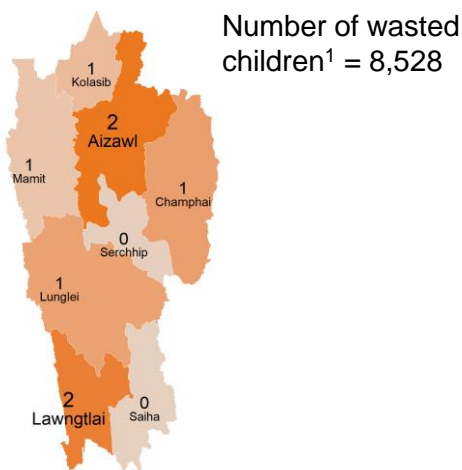 Number of wasted
children¹ = 8,528
1
Kolasib
2
Aizawl
1
Mamit
1
Champhai
0
Serchhip
1
Lunglei
2
Lawngtlai
0
Saiha